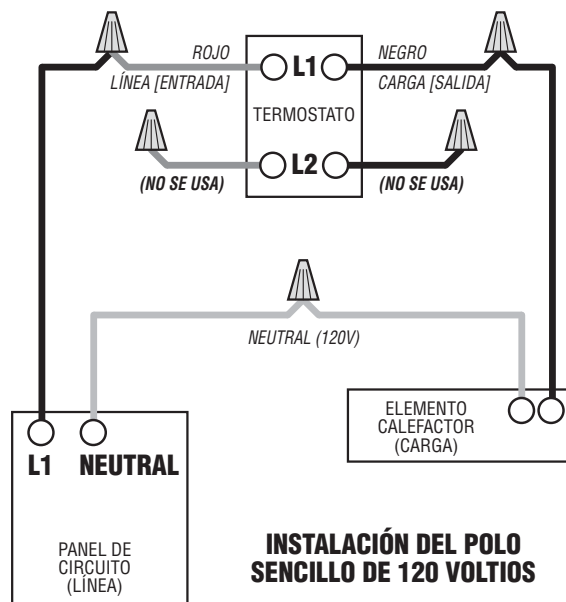 ROJO
LÍNEA [ENTRADA]
L1
NEGRO
CARGA [SALIDA]
TERMOSTATO
(NO SE USA)
L2
(NO SE USA)
NEUTRAL (120V)
ELEMENTO
CALEFACTOR
(CARGA)
L1
NEUTRAL
PANEL DE
CIRCUITO
(LÍNEA)
INSTALACIÓN DEL POLO
SENCILLO DE 120 VOLTIOS